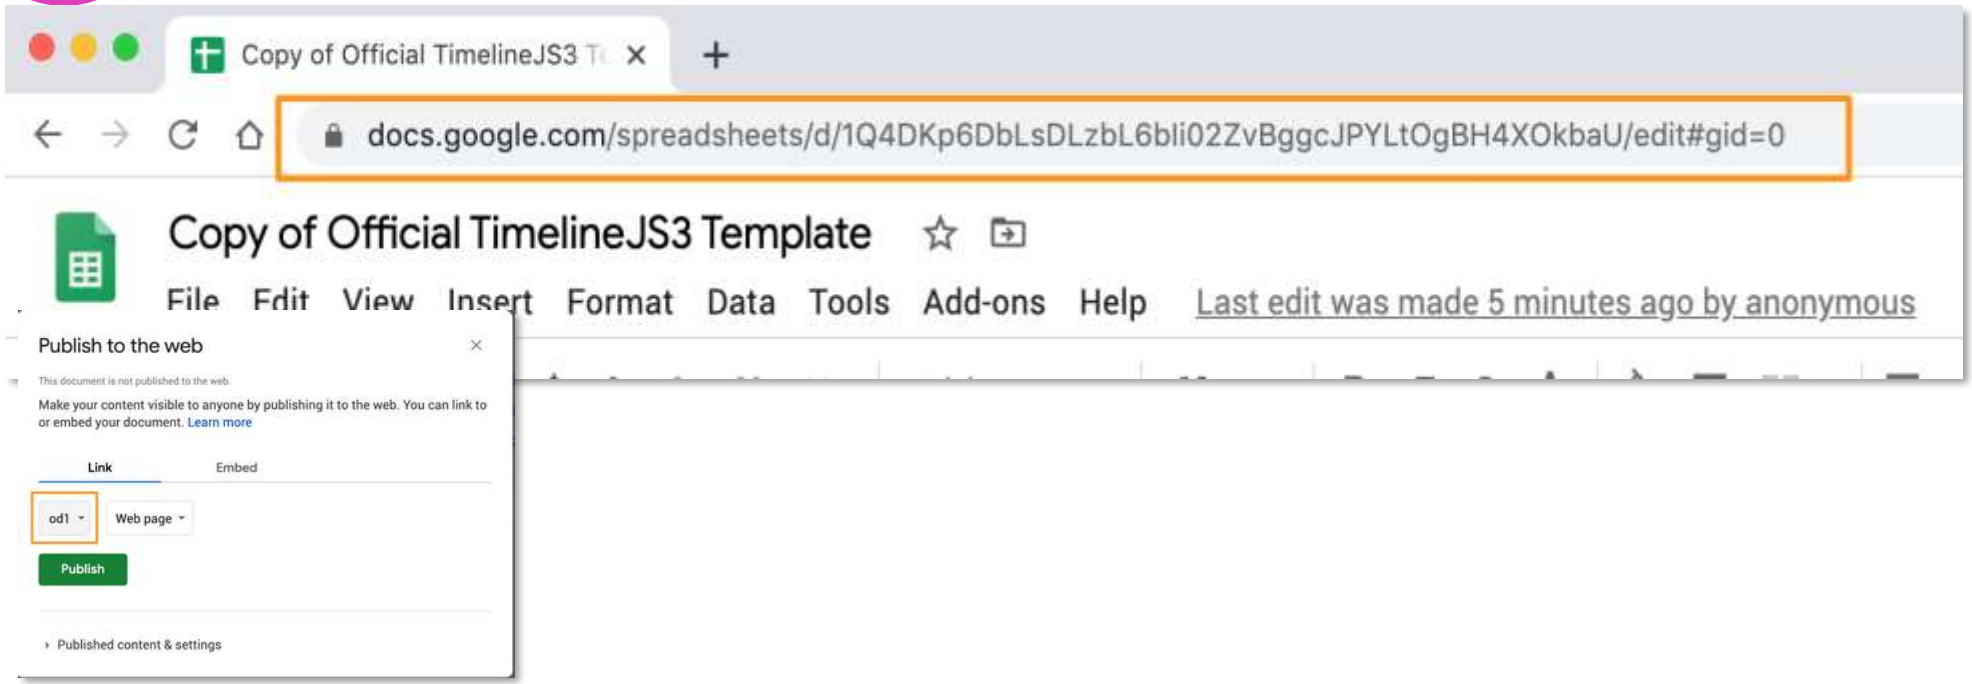 Copy of Official TimelineJS3 Te
docs.google.com/spreadsheets/d/1Q4DKp6DbLsDLzbL6bIi02ZvBggcJPYLtOgBH4XOkbaU/edit#gid=0
Copy of Official TimelineJS3 Template
File Edit View Insert Format Data Tools Add-ons Help Last edit was made 5 minutes ago by anonymous
Publish to the web
This document is not published to the web.
Make your content visible to anyone by publishing it to the web. You can link to
or embed your document. Learn more
Link Embed
od1 Web page
Publish
Published content & settings